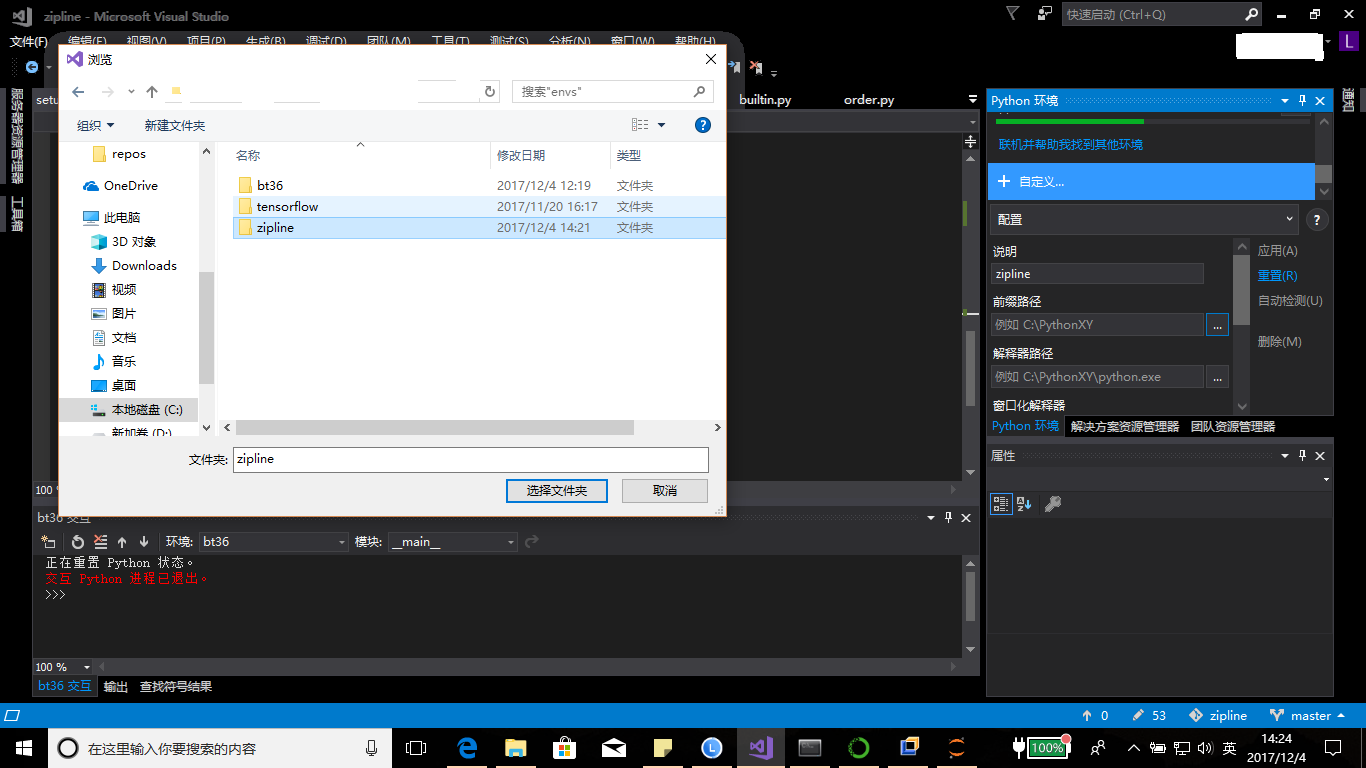 zipline - Microsoft Visual Studio
快速启动 (Ctrl+Q)
文件(F) 编辑(E) 视图(V) 项目(P) 生成(B) 调试(D) 团队(M) 工具(T) 测试(S) 分析(N) 窗口(W) 帮助(H)
L
浏览
搜索"envs"
组织
新建文件夹
repos
OneDrive
此电脑
3D 对象
Downloads
视频
图片
文档
音乐
桌面
本地磁盘 (C:)
新加卷 (D:)
名称 修改日期 类型
bt36 2017/12/4 12:19 文件夹
tensorflow 2017/11/20 16:17 文件夹
zipline 2017/12/4 14:21 文件夹
文件夹: zipline
选择文件夹 取消
服务器资源管理器
工具箱
setu
builtin.py order.py
100
Python 环境
通知
联机并帮助我找到其他环境
自定义...
配置
?
说明
zipline
前缀路径
例如 C:\PythonXY
...
解释器路径
例如 C:\PythonXY\python.exe
...
窗口化解释器
应用(A)
重置(R)
自动检测(U)
删除(M)
Python 环境 解决方案资源管理器 团队资源管理器
属性
bt36 交互
环境: bt36 模块: __main__
正在重置 Python 状态。
交互 Python 进程已退出。
>>>
100 %
bt36 交互 输出 查找符号结果
0 53 zipline master
在这里输入你要搜索的内容
100%
英
14:24
2017/12/4